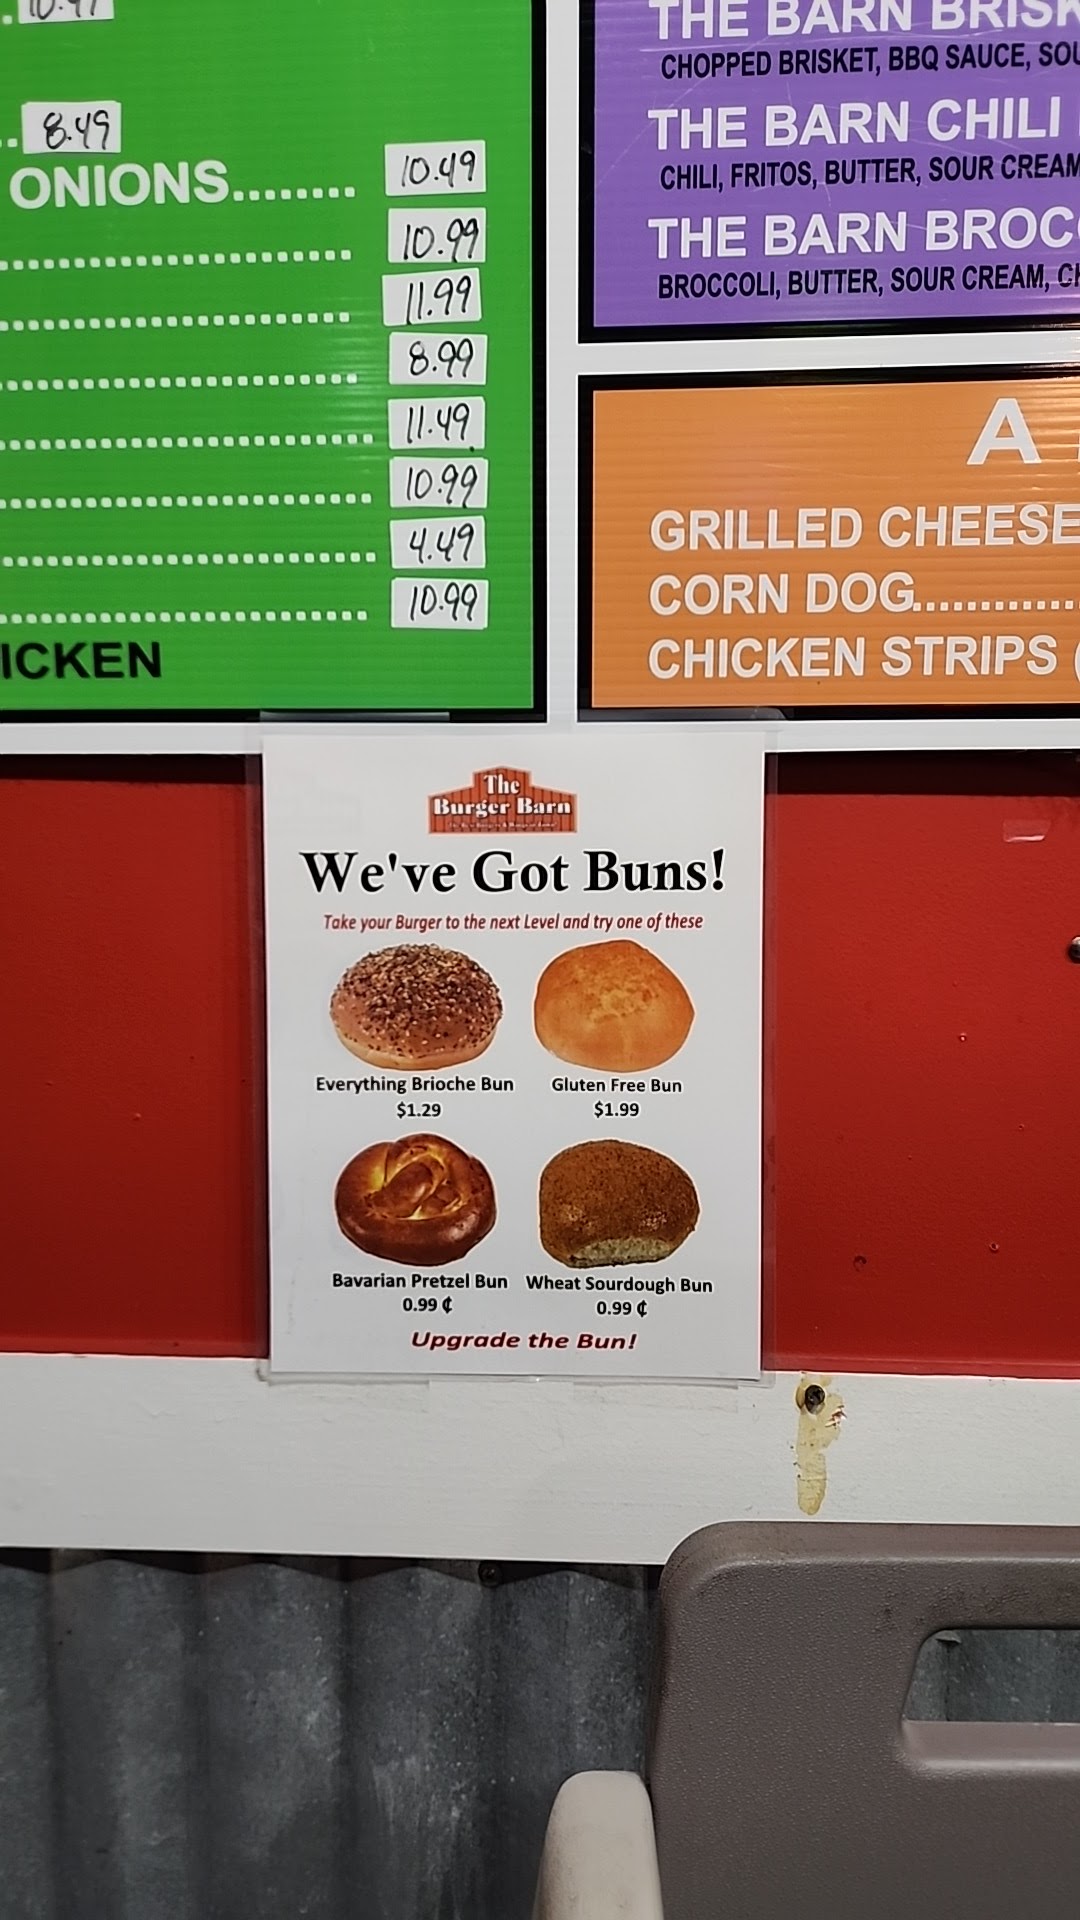 8.49
ONIONS........ 10.49
10.99
11.99
8.99
11.49
10.99
4.49
10.99
ICKEN
THE BARN BRISK
CHOPPED BRISKET, BBQ SAUCE, SOU
THE BARN CHILI
CHILI, FRITOS, BUTTER, SOUR CREAM
THE BARN BROCC
BROCCOLI, BUTTER, SOUR CREAM, CH
A
GRILLED CHEESE
CORN DOG............
CHICKEN STRIPS (
The
Burger Barn
We've Got Buns!
Take your Burger to the next Level and try one of these
Everything Brioche Bun
$1.29
Gluten Free Bun
$1.99
Bavarian Pretzel Bun
0.99 ¢
Wheat Sourdough Bun
0.99 ¢
Upgrade the Bun!